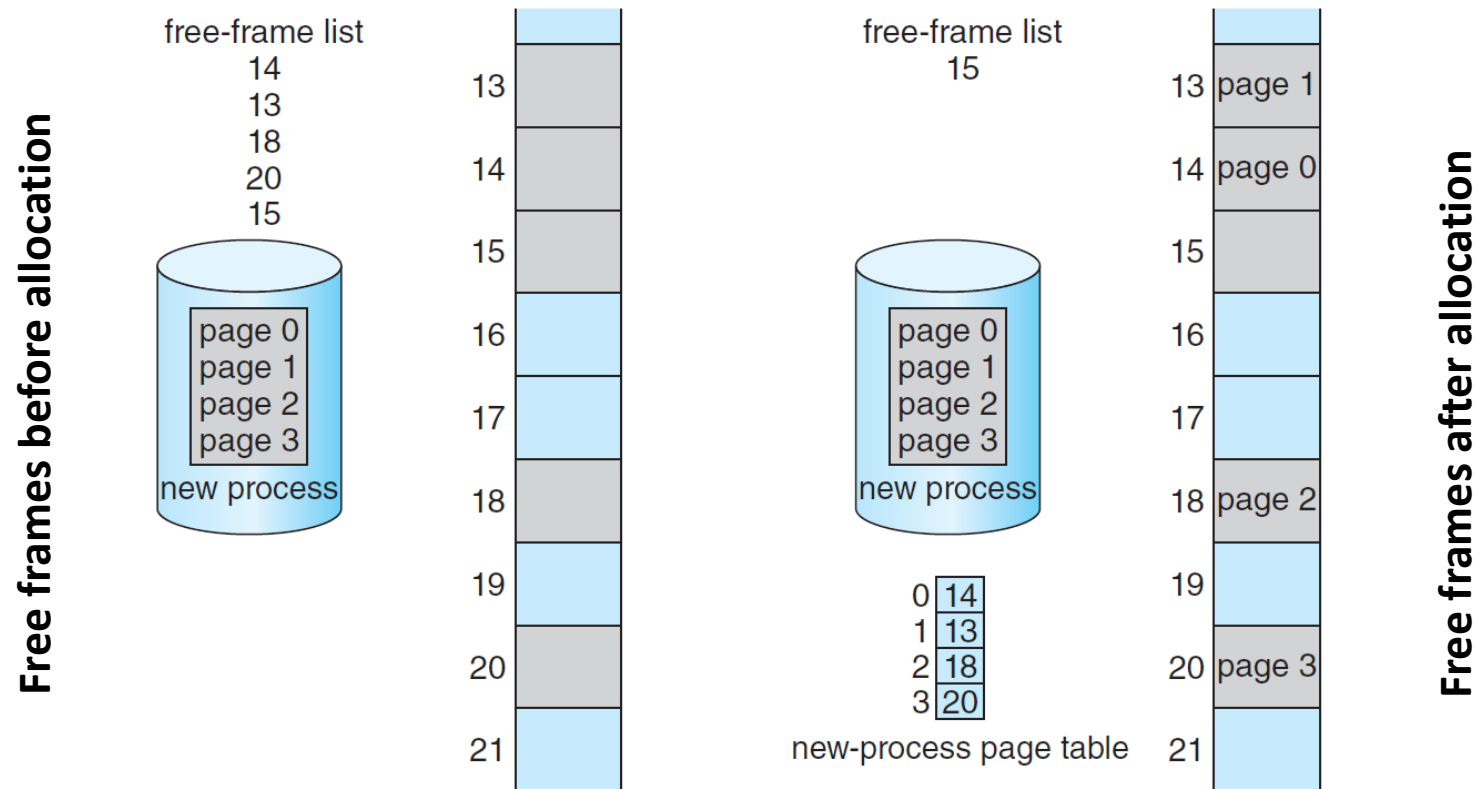 Free frames before allocation
free-frame list
14
13
18
20
15
page 0
page 1
page 2
page 3
new process
13
14
15
16
17
18
19
20
21
free-frame list
15
page 0
page 1
page 2
page 3
new process
0 14
1 13
2 18
3 20
new-process page table
13 page 1
14 page 0
15
16
17
18 page 2
19
20 page 3
21
Free frames after allocation